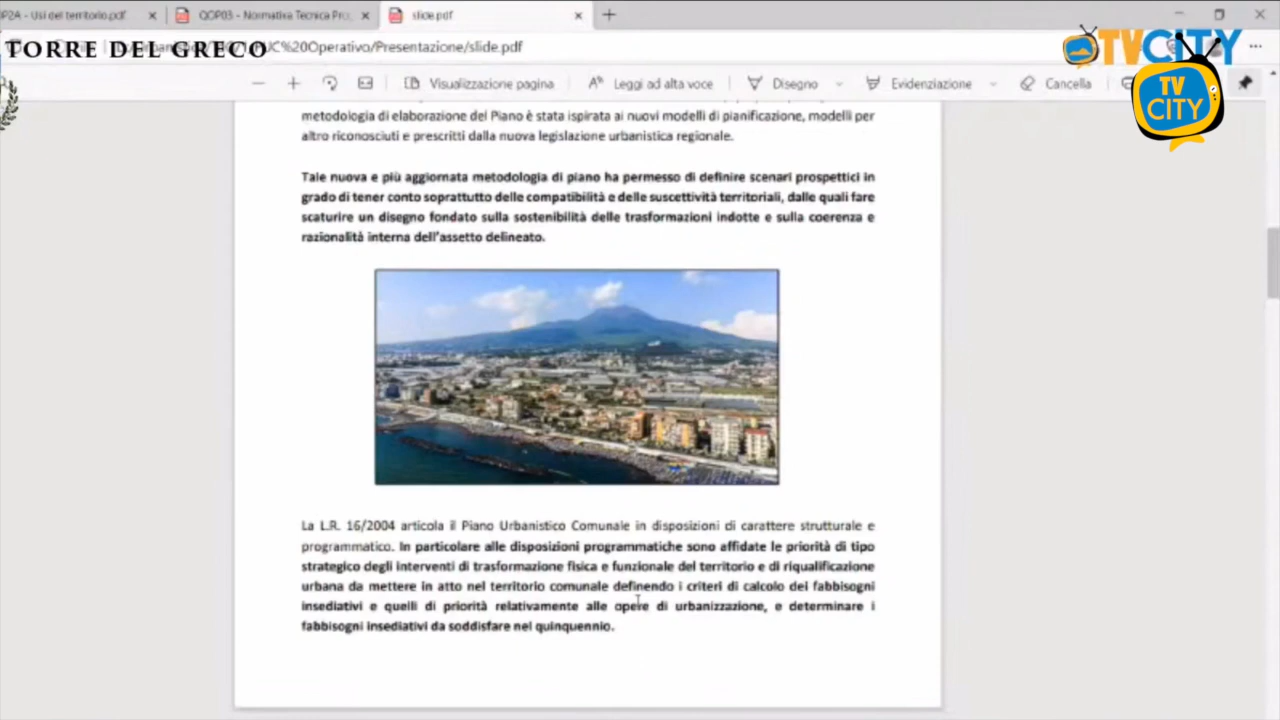 P2A - Usi del territorio.pdf
QOP03 - Normativa Tecnica Pro
slide.pdf
TORRE DEL GRECO
UC%20Operativo/Presentazione/slide.pdf
TVCITY
TV
CITY
Visualizzazione pagina
Leggi ad alta voce
Disegno
Evidenziazione
Cancella
metodologia di elaborazione del Piano è stata ispirata ai nuovi modelli di pianificazione, modelli per
altro riconosciuti e prescritti dalla nuova legislazione urbanistica regionale.
Tale nuova e più aggiornata metodologia di piano ha permesso di definire scenari prospettici in
grado di tener conto soprattutto delle compatibilità e delle suscettività territoriali, dalle quali fare
scaturire un disegno fondato sulla sostenibilità delle trasformazioni indotte e sulla coerenza e
razionalità interna dell'assetto delineato.
La L.R. 16/2004 articola il Piano Urbanistico Comunale in disposizioni di carattere strutturale e
programmatico. In particolare alle disposizioni programmatiche sono affidate le priorità di tipo
strategico degli interventi di trasformazione fisica e funzionale del territorio e di riqualificazione
urbana da mettere in atto nel territorio comunale definendo i criteri di calcolo dei fabbisogni
insediativi e quelli di priorità relativamente alle opere di urbanizzazione, e determinare i
fabbisogni insediativi da soddisfare nel quinquennio.